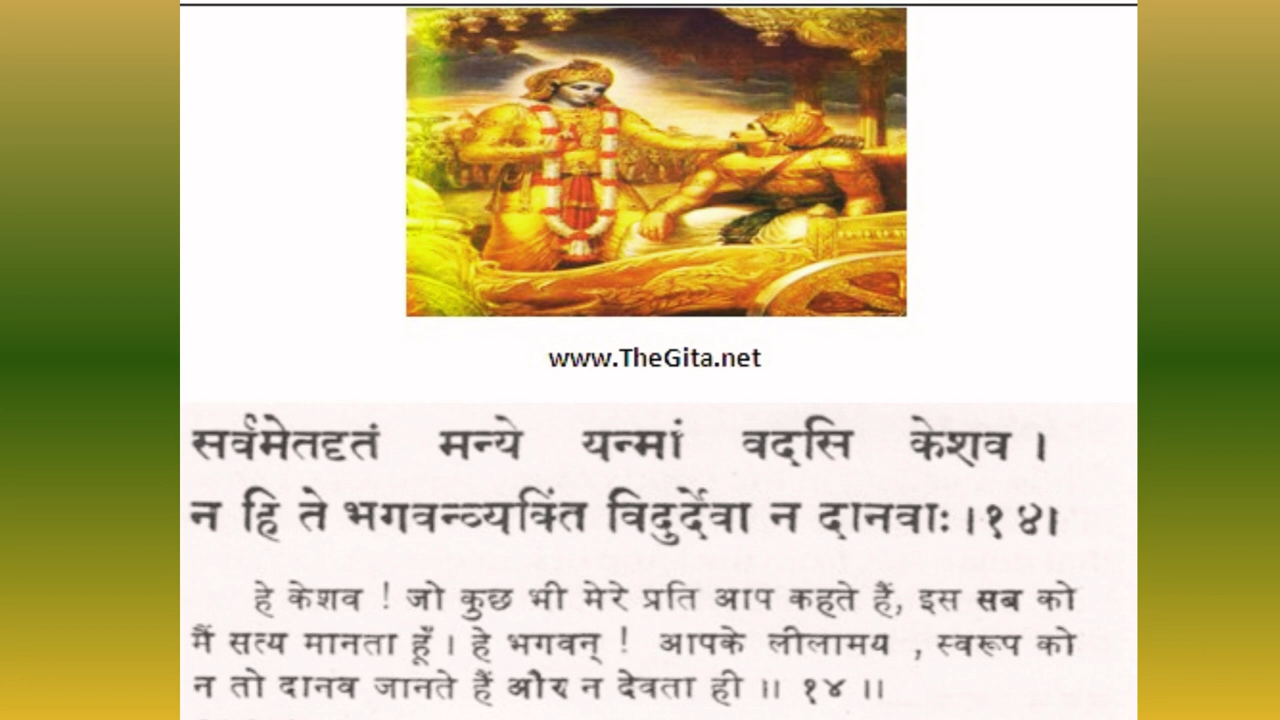 www.TheGita.net
सर्वमेतदृतं मन्ये यन्मां वदसि केशव ।
न हि ते भगवन्व्यक्तिं विदुर्देवा न दानवाः ।१४।
हे केशव ! जो कुछ भी मेरे प्रति आप कहते हैं, इस सब को
मैं सत्य मानता हूँ । हे भगवन् ! आपके लीलामय , स्वरूप को
न तो दानव जानते हैं और न देवता ही ।। १४ ।।